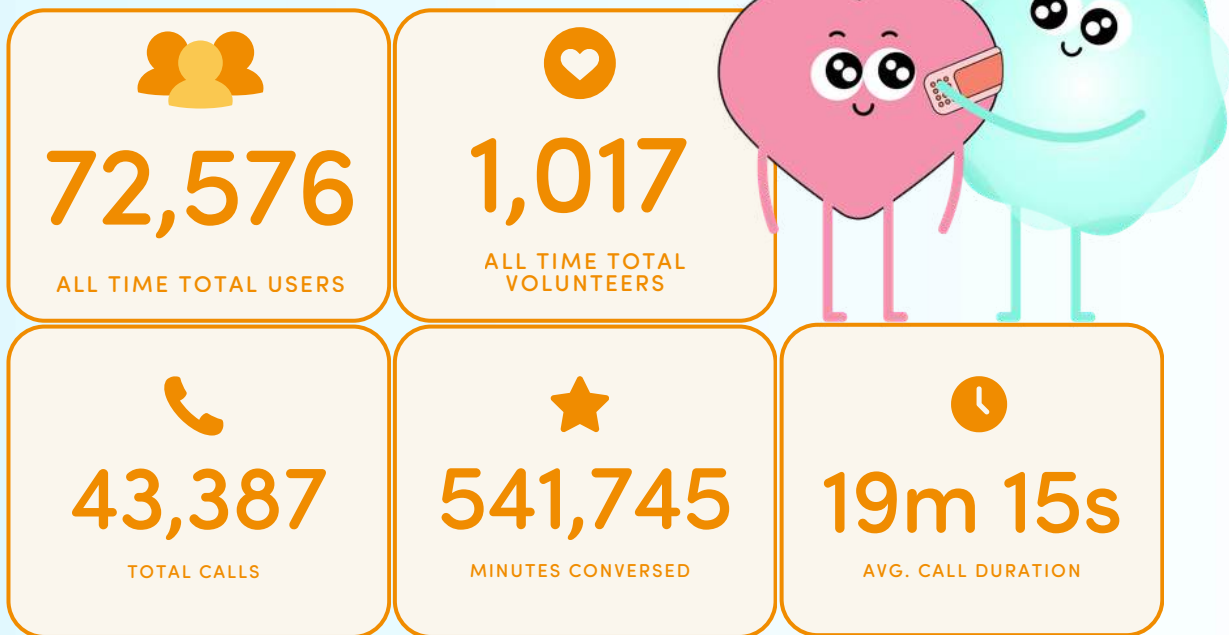 72,576
ALL TIME TOTAL USERS
1,017
ALL TIME TOTAL
VOLUNTEERS
43,387
TOTAL CALLS
541,745
MINUTES CONVERSED
19m 15s
AVG. CALL DURATION